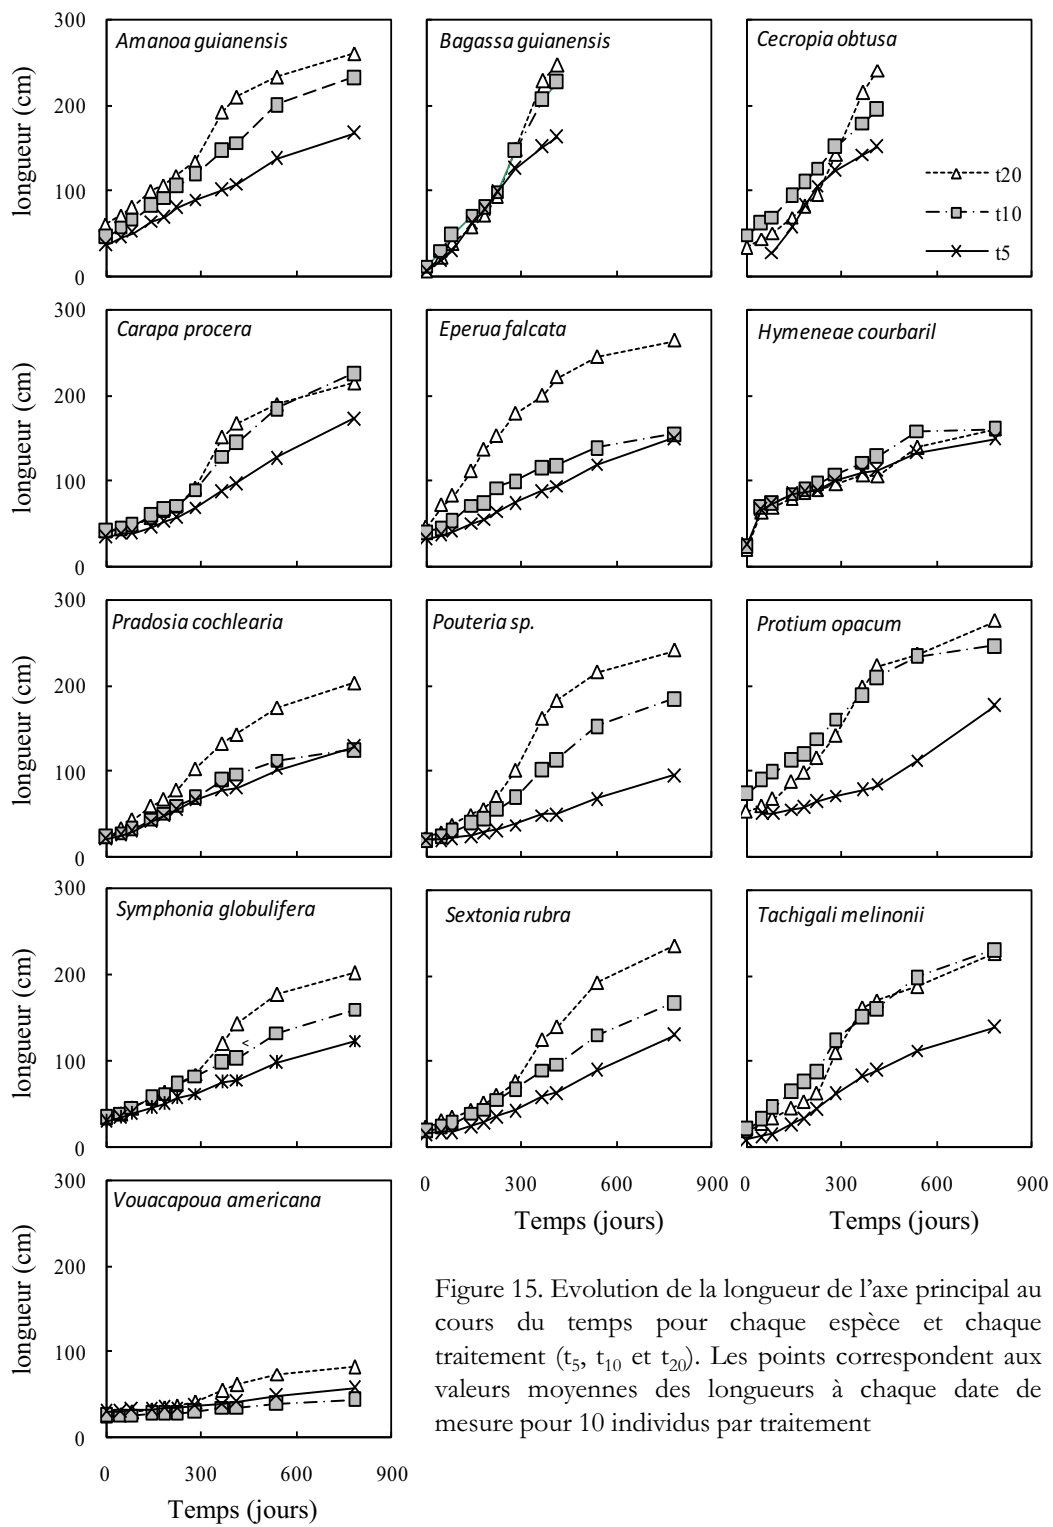 300
200
100
0
longueur (cm)
Amanoa guianensis
Bagassa guianensis
Cecropia obtusa
t20
t10
t5
300
200
100
0
longueur (cm)
Carapa procera
Eperua falcata
Hymeneae courbaril
300
200
100
0
longueur (cm)
Pradosia cochlearia
Pouteria sp.
Protium opacum
300
200
100
0
longueur (cm)
Symphonia globulifera
Sextonia rubra
Tachigali melinonii
0 300 600 900
Temps (jours)
0 300 600 900
Temps (jours)
300
200
100
0
longueur (cm)
Vouacapoua americana
0 300 600 900
Temps (jours)
Figure 15. Evolution de la longueur de l'axe principal au
cours du temps pour chaque espèce et chaque
traitement (t5, t10 et t20). Les points correspondent aux
valeurs moyennes des longueurs à chaque date de
mesure pour 10 individus par traitement